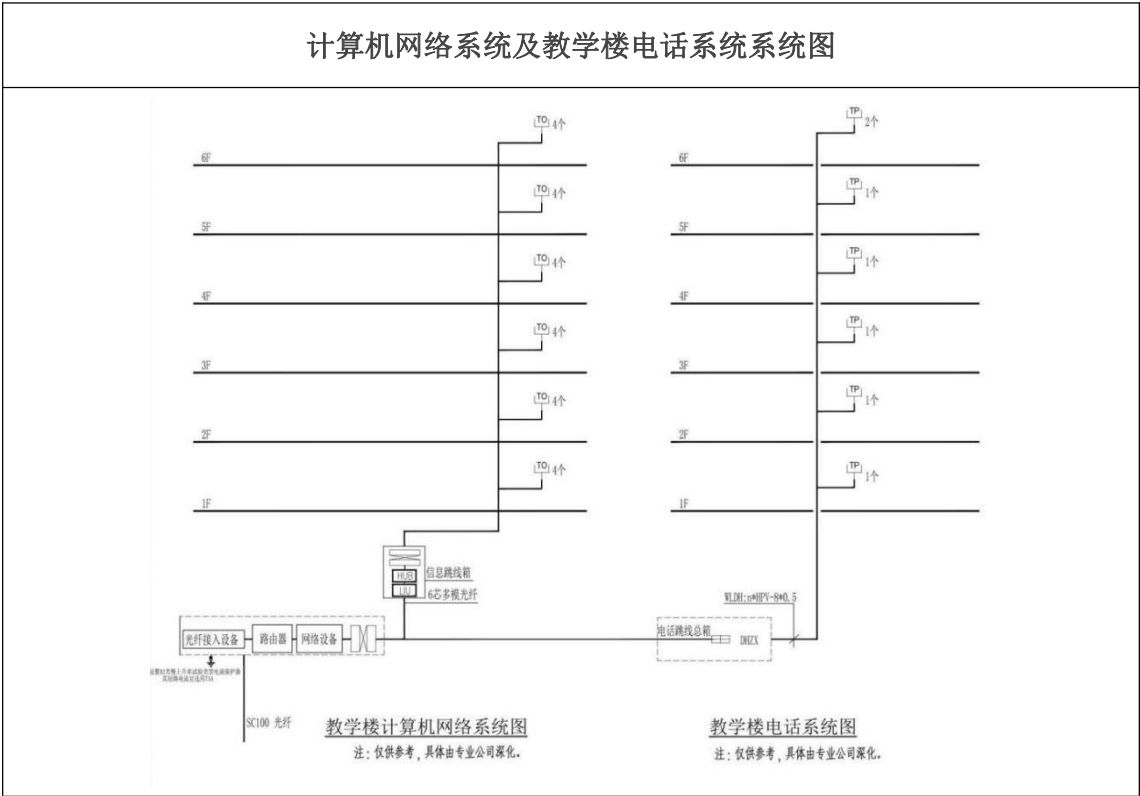 计算机网络系统及教学楼电话系统系统图
TO 4个
TP 2个
6F
6F
TO 4个
TP 1个
5F
5F
TO 4个
TP 1个
4F
4F
TO 4个
TP 1个
3F
3F
TO 4个
TP 1个
2F
2F
TO 4个
TP 1个
1F
1F
HUB
LIU
信息跳线箱
6芯多模光纤
WLDH:n*HPV-8*0.5
光纤接入设备
路由器
网络设备
电话跳线总箱
DHZX
SC100 光纤
教学楼计算机网络系统图
注：仅供参考，具体由专业公司深化。
教学楼电话系统图
注：仅供参考，具体由专业公司深化。